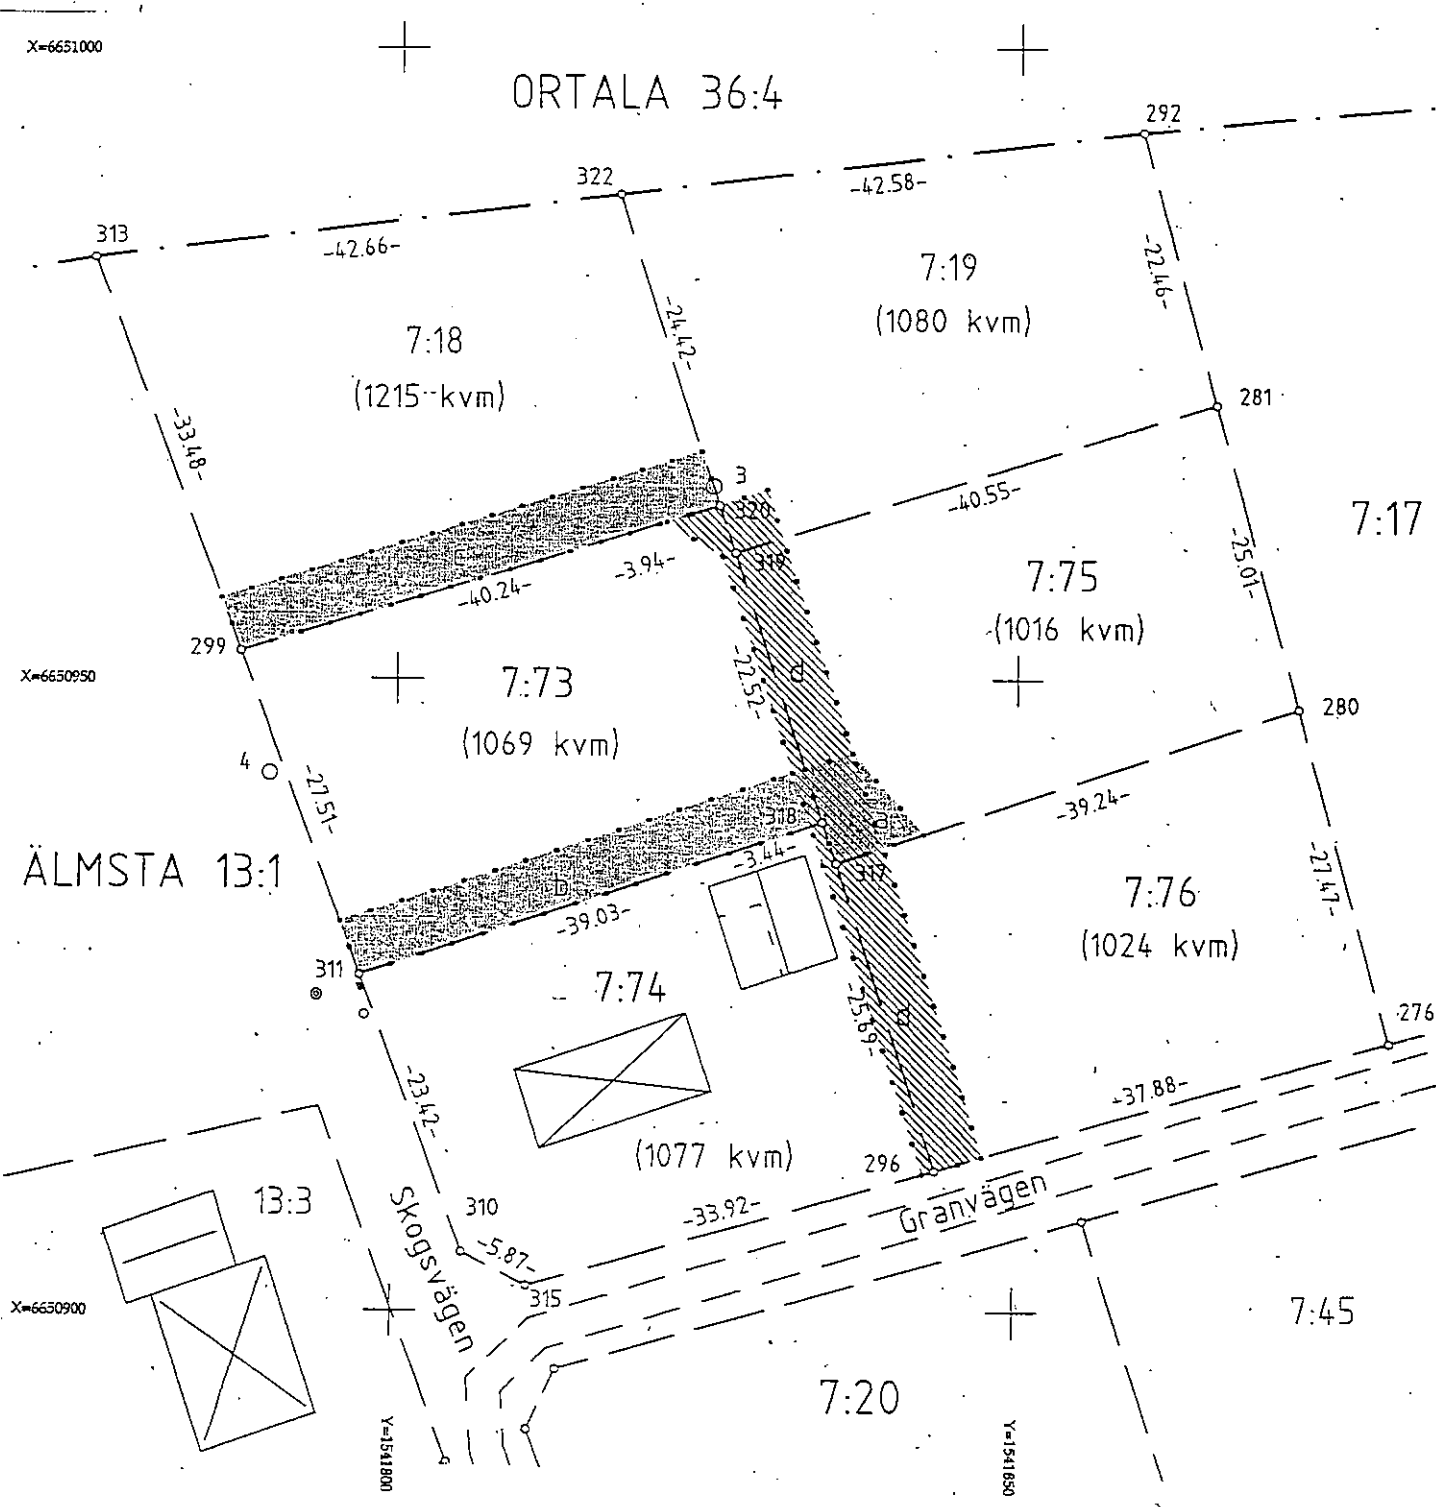 X=6651000
ORTALA 36:4
292
322
-42.58-
313
-42.66-
7:19
-22.46-
(1080 kvm)
-24.42-
7:18
(1215 kvm)
281
-33.48-
3
320
-40.55-
7:17
-25.01-
319
-3.94-
7:75
-40.24-
(1016 kvm)
299
X=6650950
7:73
-22.52-
d
280
(1069 kvm)
4
-27.51-
-39.24-
318
ÄLMSTA 13:1
-3.44-
317
-27.47-
D
7:76
-39.03-
(1024 kvm)
311
7:74
-25.69-
276
-23.42-
-37.88-
(1077 kvm)
296
13:3
Skogsvägen
310
-33.92-
Granvägen
-5.87-
315
X=6650900
7:45
7:20
Y=1541800
Y=1541850